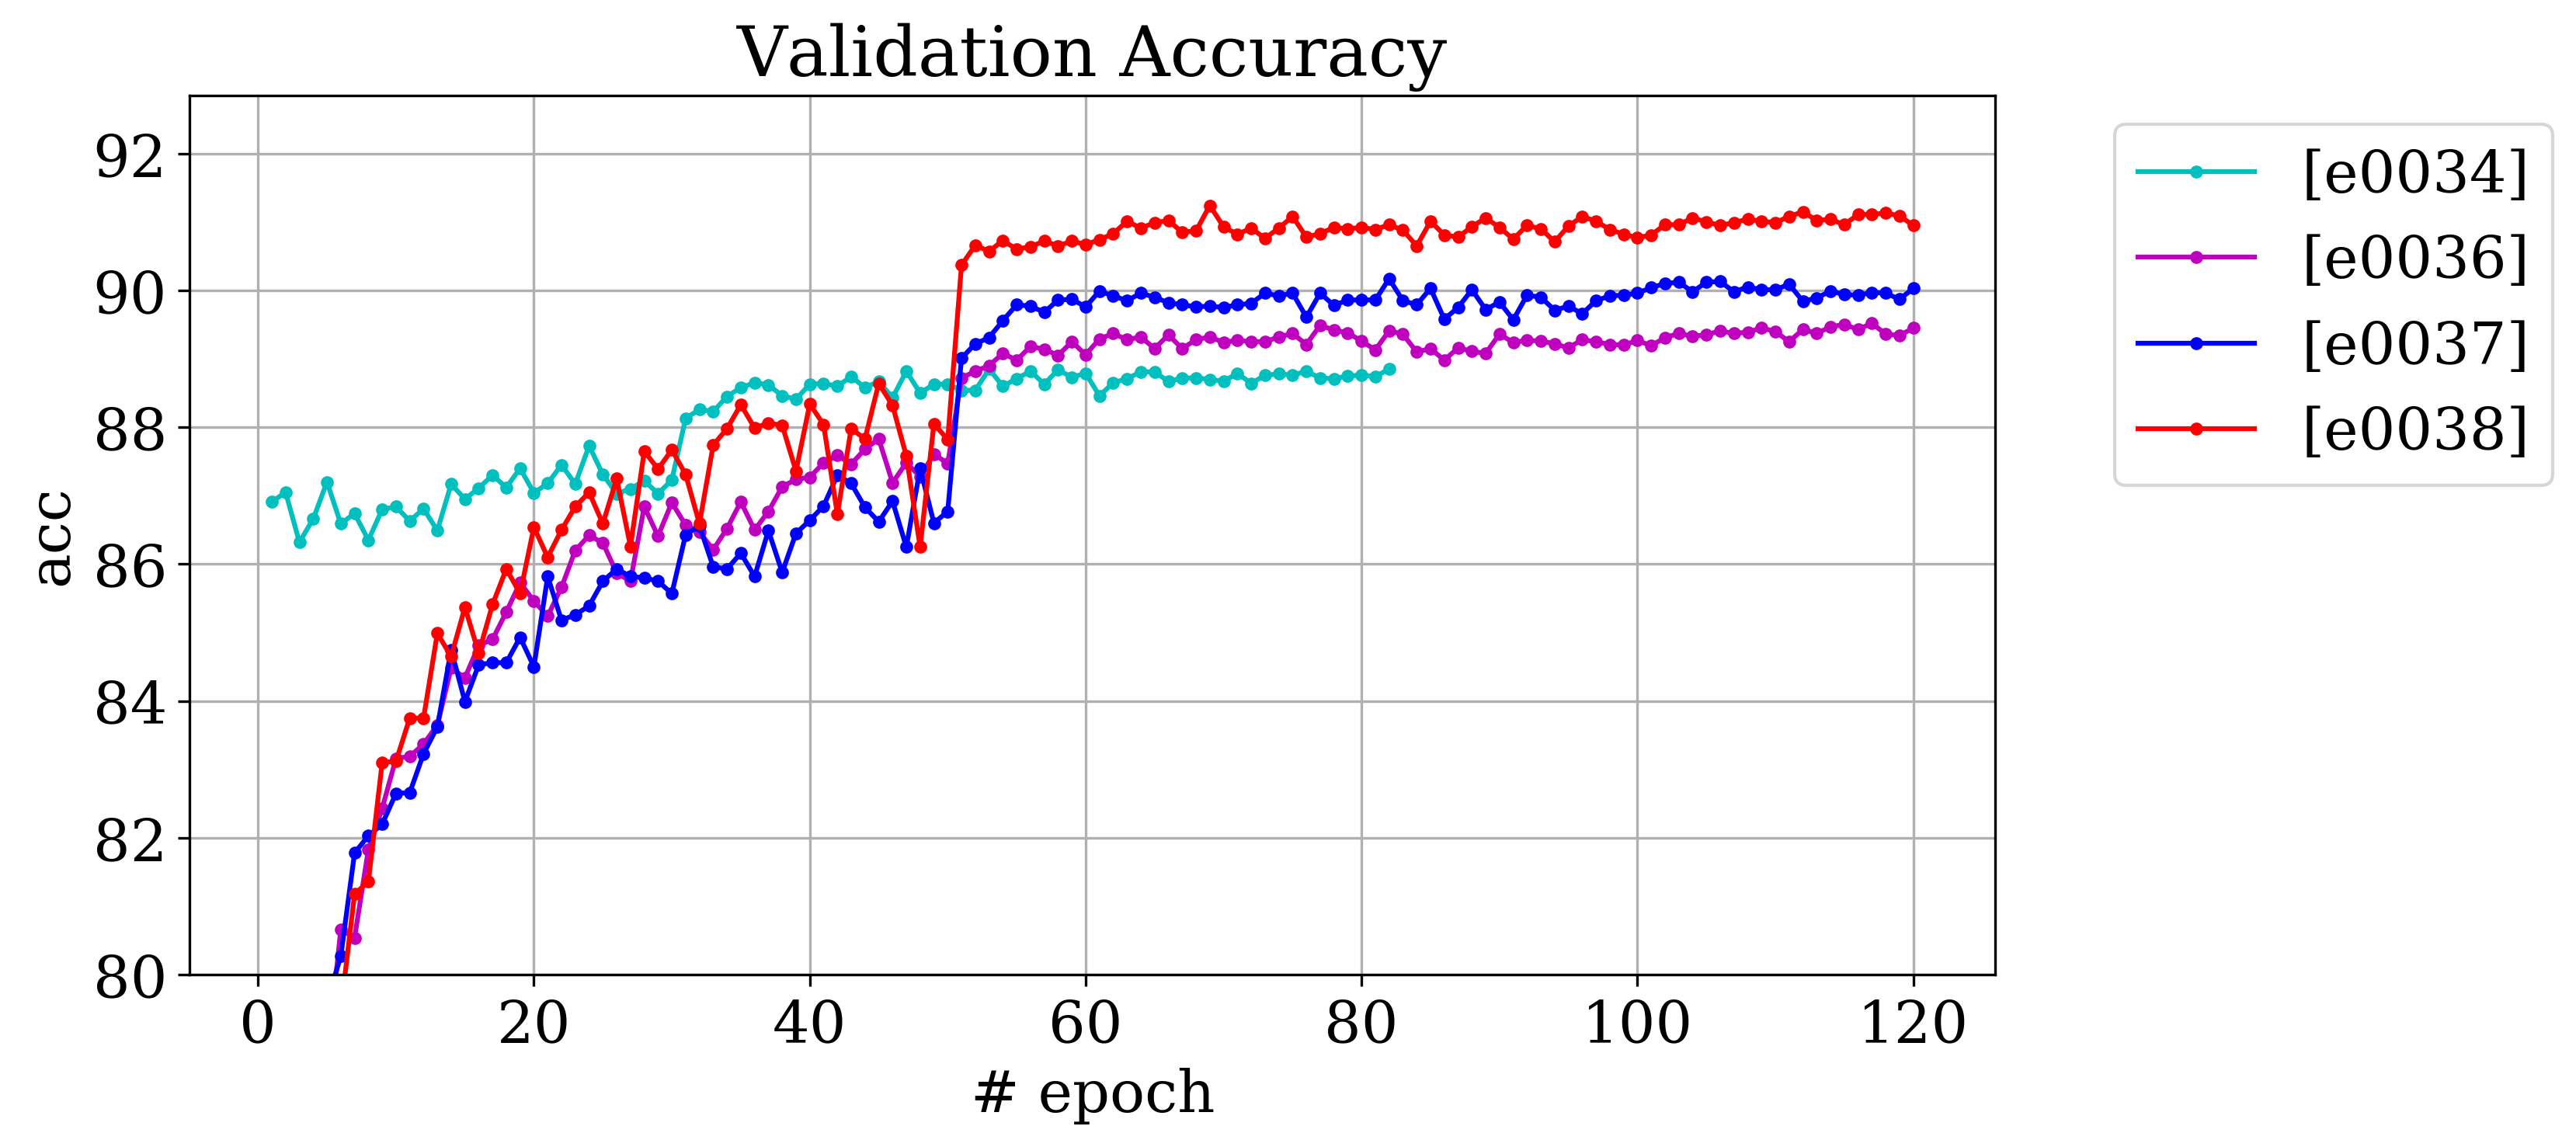 Validation Accuracy
92
90
88
86
84
82
80
acc
0 20 40 60 80 100 120
# epoch
[e0034]
[e0036]
[e0037]
[e0038]